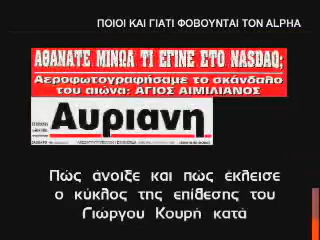 ΠΟΙΟΙ ΚΑΙ ΓΙΑΤΙ ΦΟΒΟΥΝΤΑΙ ΤΟΝ ALPHA
ΑΘΑΝΑΤΕ ΜΙΝΩΑ ΤΙ ΕΓΙΝΕ ΣΤΟ NASDAQ;
Αεροφωτογραφήσαμε το σκάνδαλο
του αιώνα: ΑΓΙΟΣ ΑΙΜΙΛΙΑΝΟΣ
Αυριανη
Πώς άνοιξε και πώς έκλεισε
ο κύκλος της επίθεσης του
Γιώργου Κουρή κατά